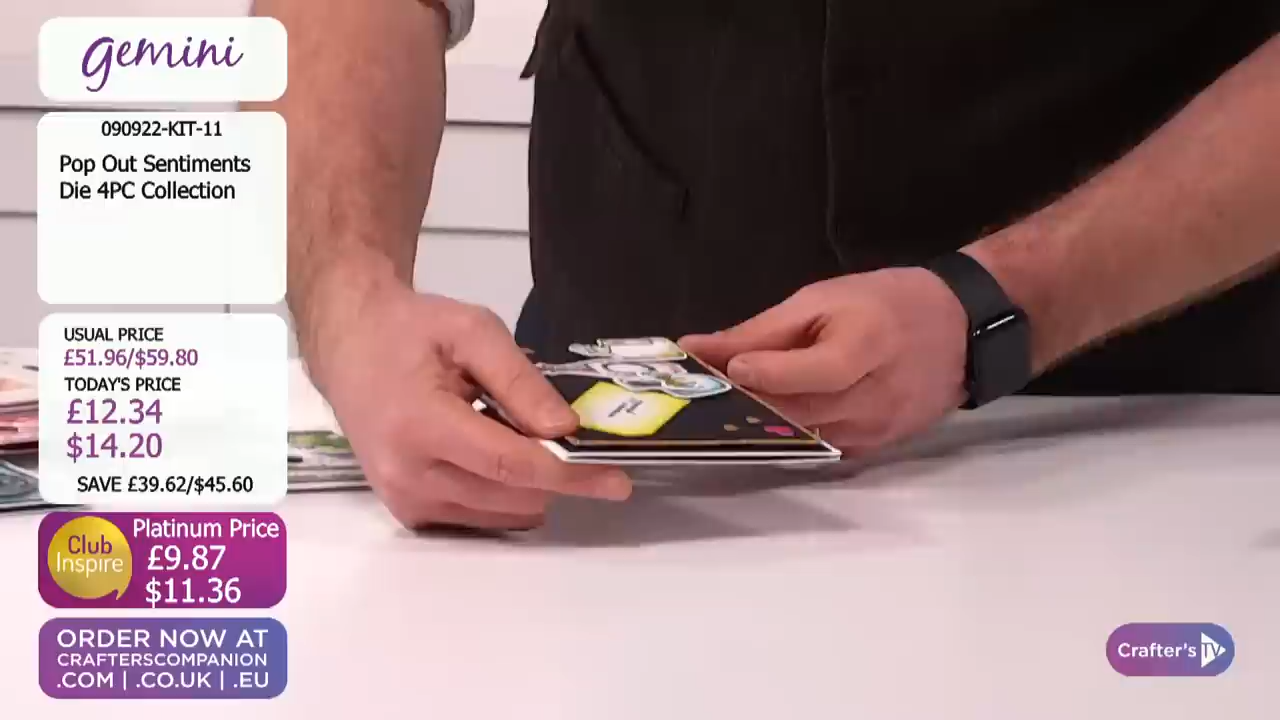 gemini
090922-KIT-11
Pop Out Sentiments
Die 4PC Collection
USUAL PRICE
£51.96/$59.80
TODAY'S PRICE
£12.34
$14.20
SAVE £39.62/$45.60
Club
Inspire
Platinum Price
£9.87
$11.36
ORDER NOW AT
CRAFTERSCOMPANION
.COM | .CO.UK | .EU
Crafter's TV